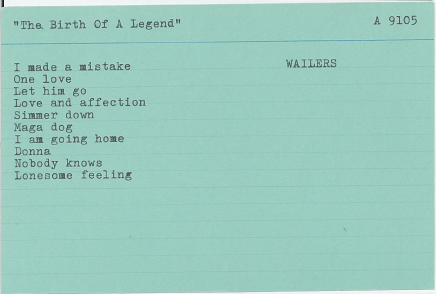 "The Birth Of A Legend" A 9105
I made a mistake WAILERS
One love
Let him go
Love and affection
Simmer down
Maga dog
I am going home
Donna
Nobody knows
Lonesome feeling